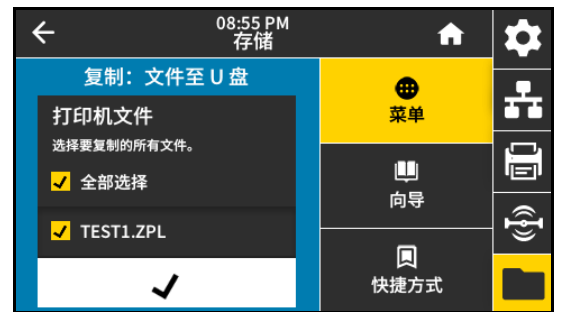 08:55 PM
存储
复制：文件至 U 盘
打印机文件
选择要复制的所有文件。
全部选择
TEST1.ZPL
菜单
向导
快捷方式